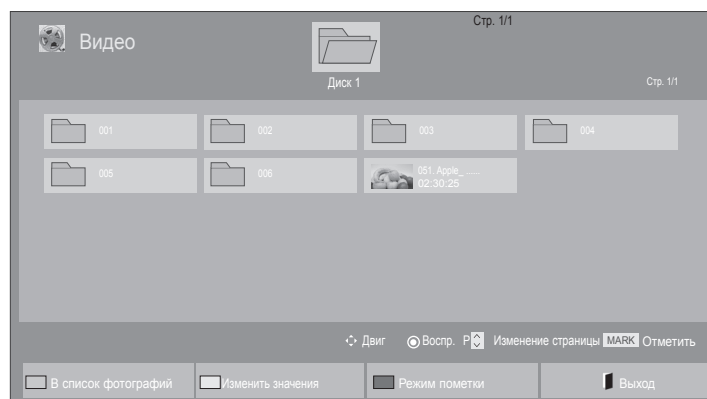 Стр. 1/1
Видео
Диск 1
Стр. 1/1
001 002 003 004
005 006 051. Apple_ ......
02:30:25
Двиг Воспр. P Изменение страницы MARK Отметить
В список фотографий Изменить значения Режим пометки Выход